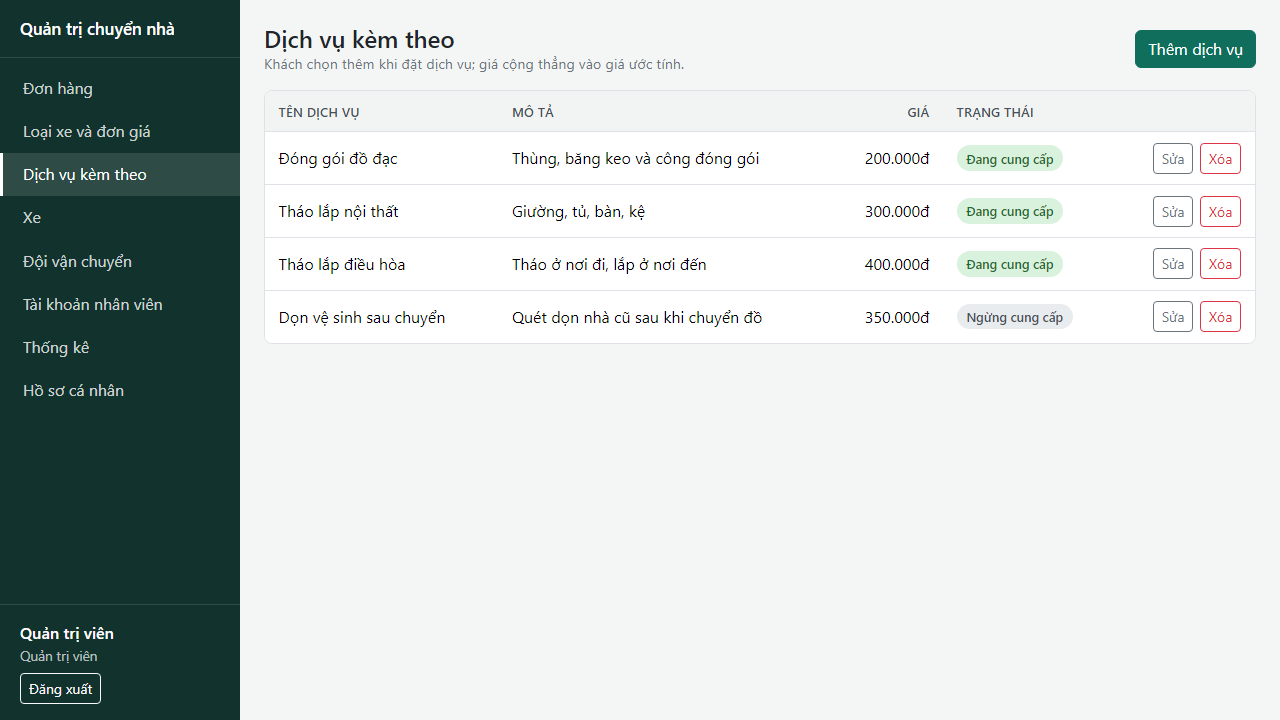 Quản trị chuyển nhà
Đơn hàng
Loại xe và đơn giá
Dịch vụ kèm theo
Xe
Đội vận chuyển
Tài khoản nhân viên
Thống kê
Hồ sơ cá nhân
Quản trị viên
Quản trị viên
Đăng xuất
Dịch vụ kèm theo
Khách chọn thêm khi đặt dịch vụ; giá cộng thẳng vào giá ước tính.
Thêm dịch vụ
TÊN DỊCH VỤ MÔ TẢ GIÁ TRẠNG THÁI
Đóng gói đồ đạc Thùng, băng keo và công đóng gói 200.000đ Đang cung cấp Sửa Xóa
Tháo lắp nội thất Giường, tủ, bàn, kệ 300.000đ Đang cung cấp Sửa Xóa
Tháo lắp điều hòa Tháo ở nơi đi, lắp ở nơi đến 400.000đ Đang cung cấp Sửa Xóa
Dọn vệ sinh sau chuyển Quét dọn nhà cũ sau khi chuyển đồ 350.000đ Ngừng cung cấp Sửa Xóa